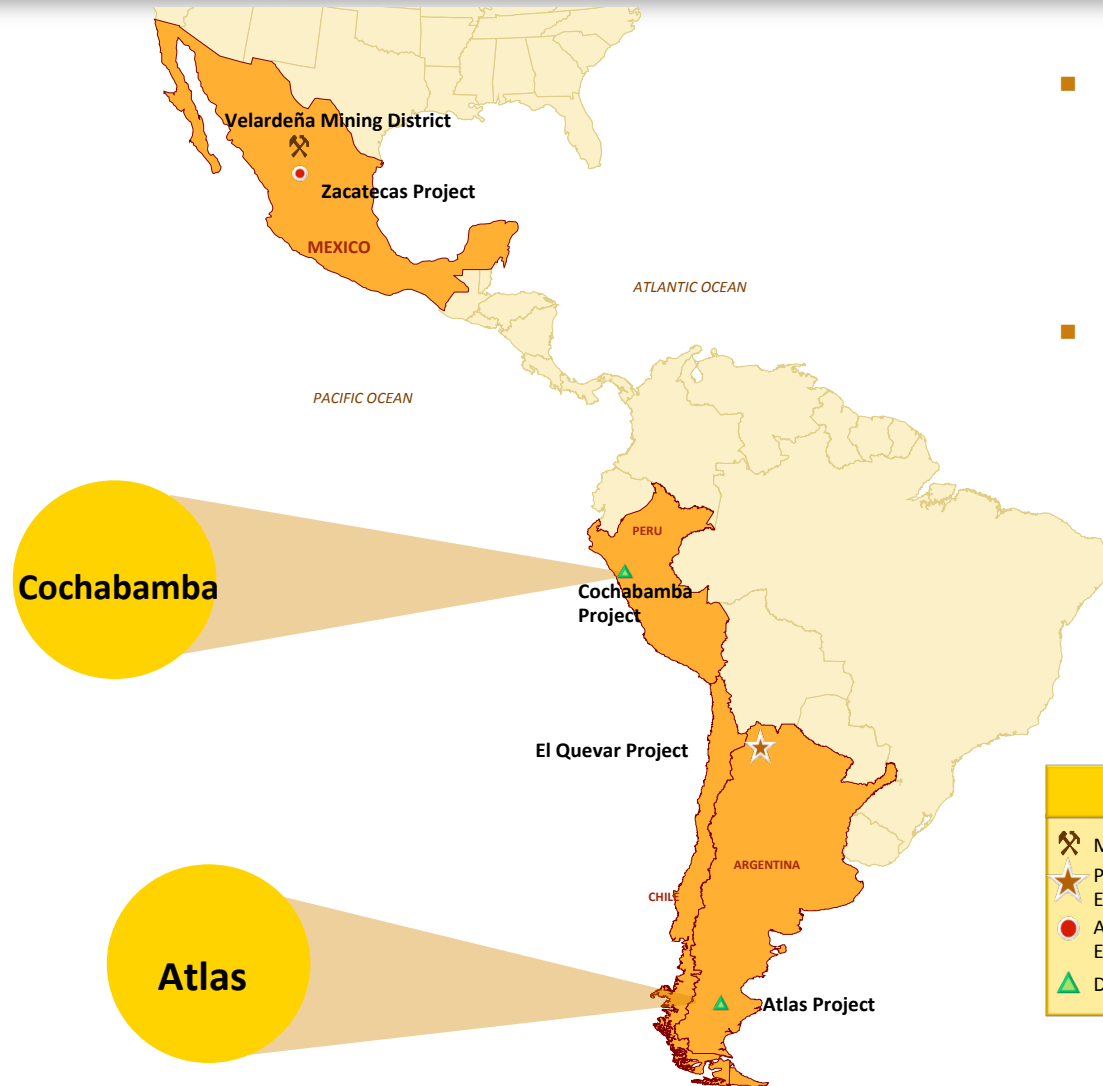 Velardeña Mining District
Zacatecas Project
MEXICO
ATLANTIC OCEAN
PACIFIC OCEAN
PERU
Cochabamba
Cochabamba
Project
El Quevar Project
ARGENTINA
CHILE
Atlas
Atlas Project
M
P
E
A
E
D